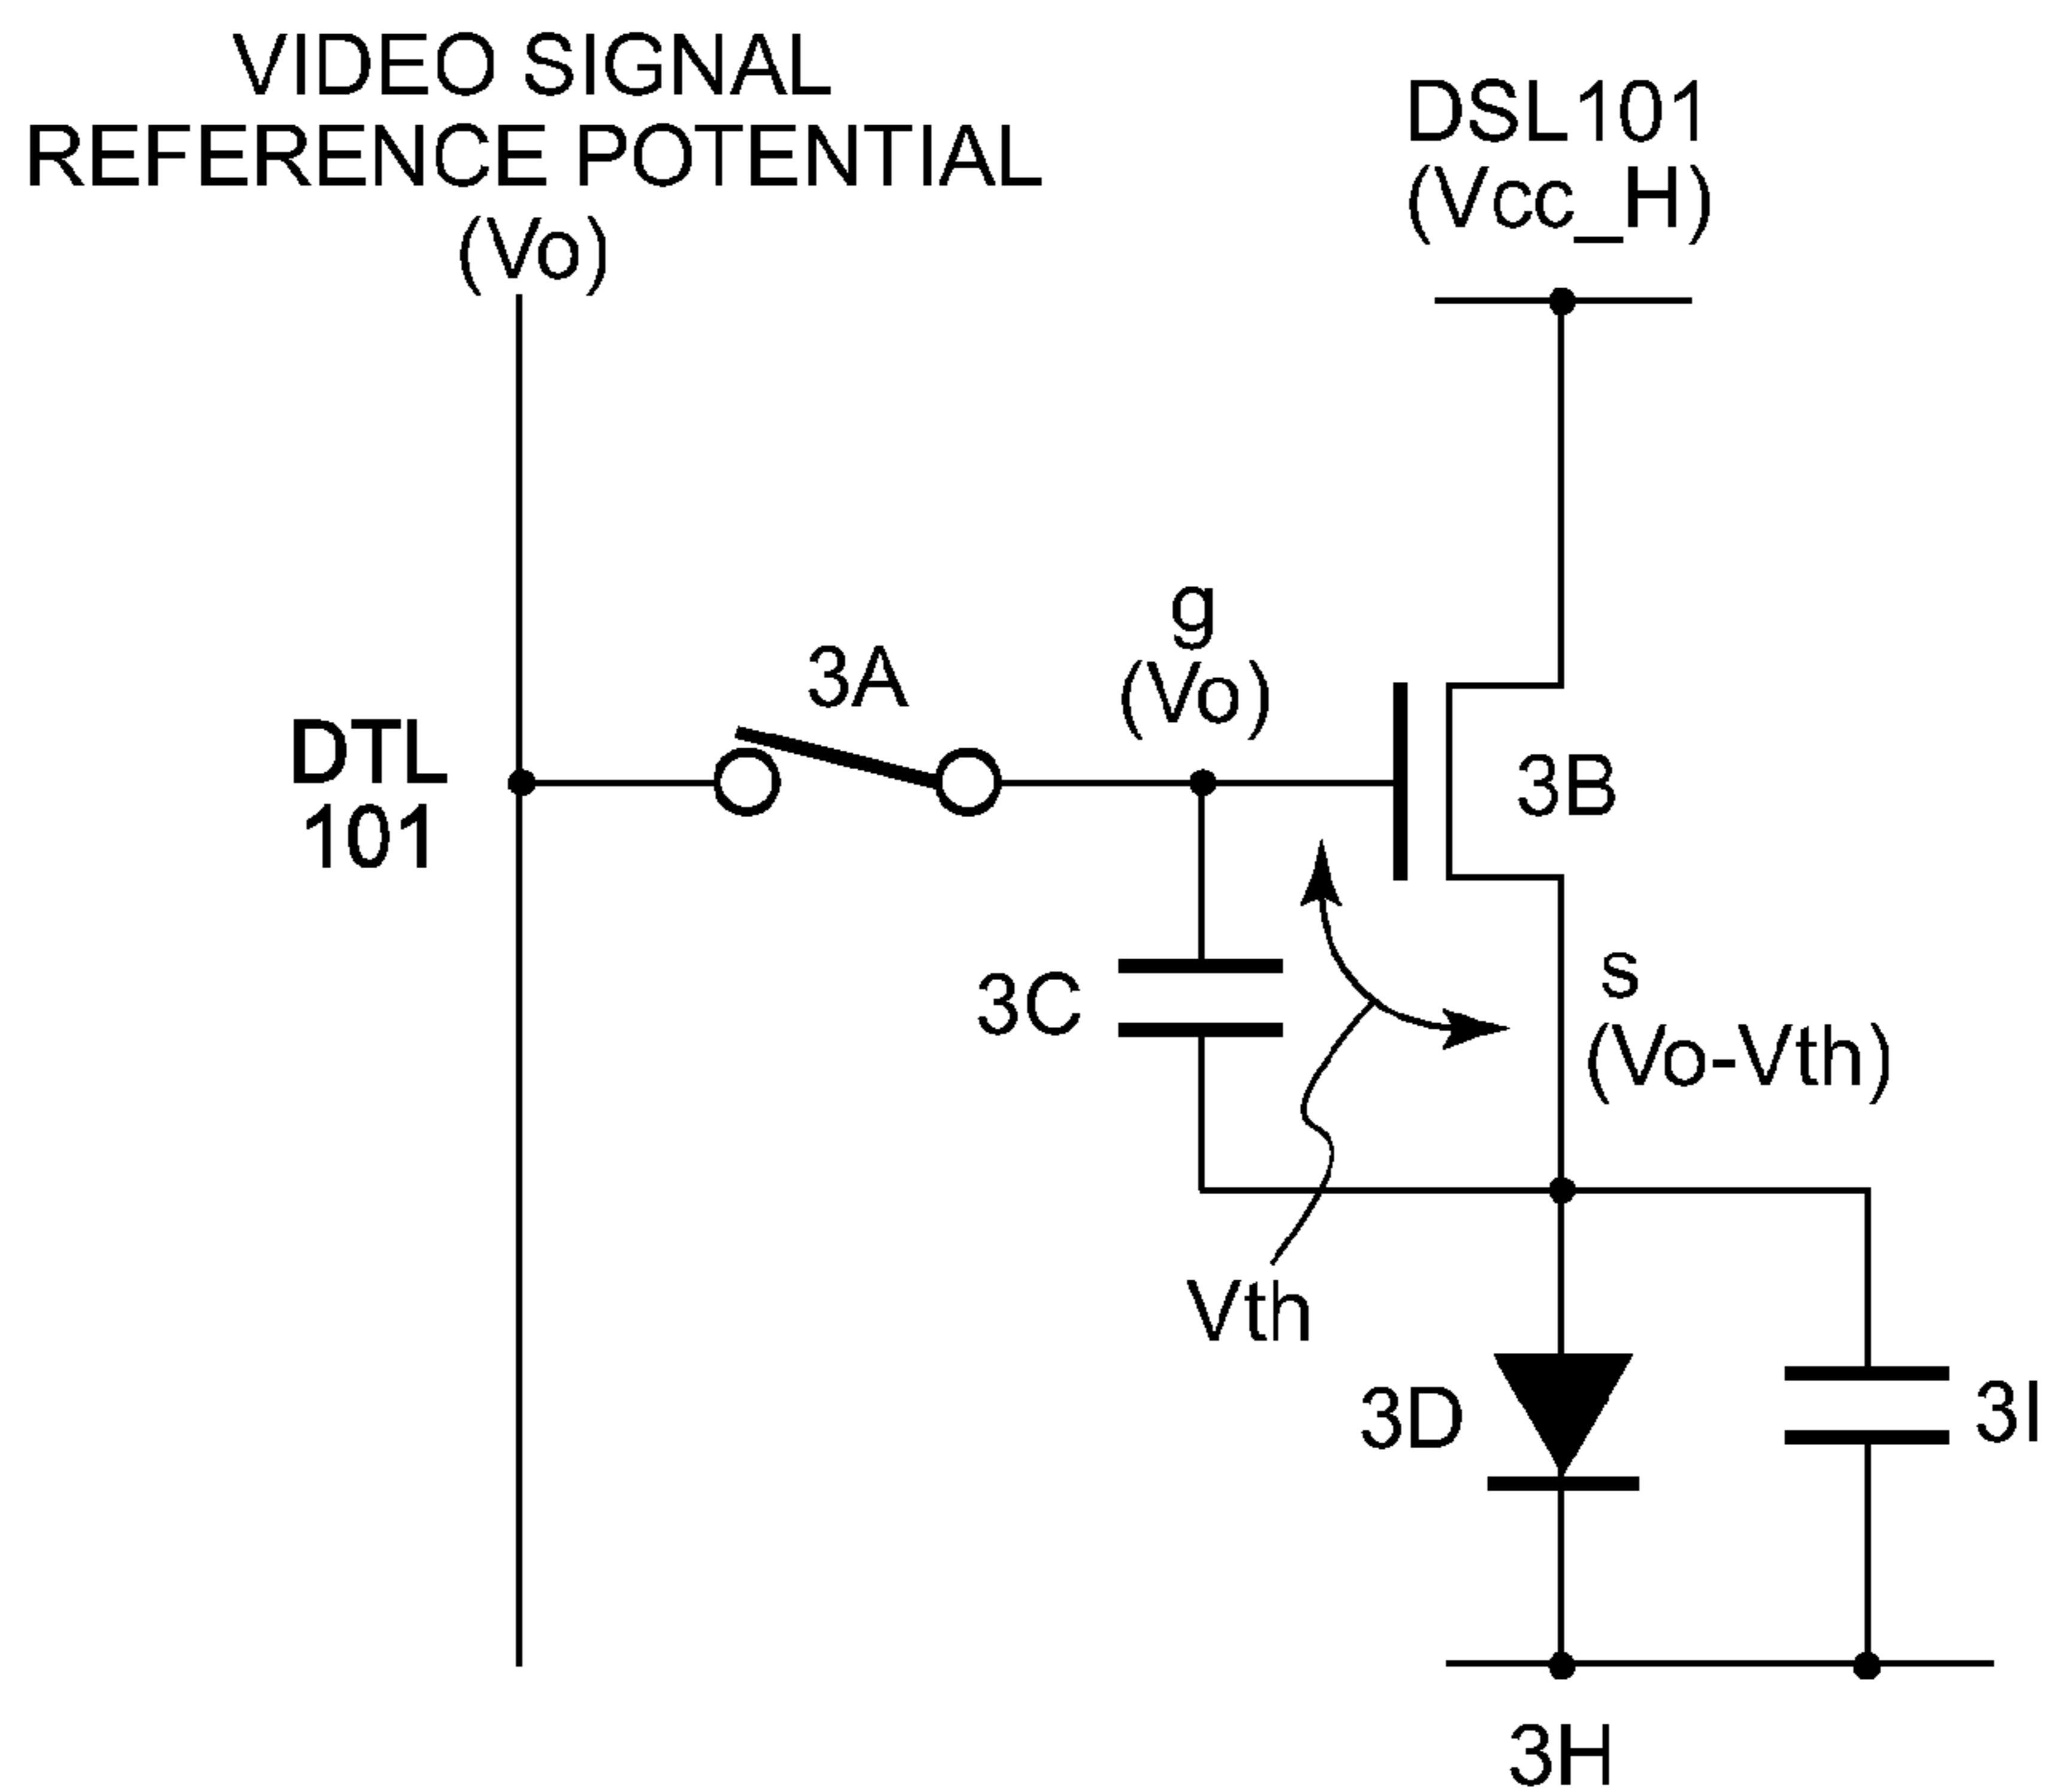 VIDEO SIGNAL
REFERENCE POTENTIAL
(Vo)
DSL101
(Vcc_H)
g
(Vo)
3A
DTL
101
3B
3C
s
(Vo-Vth)
Vth
3D
3I
3H